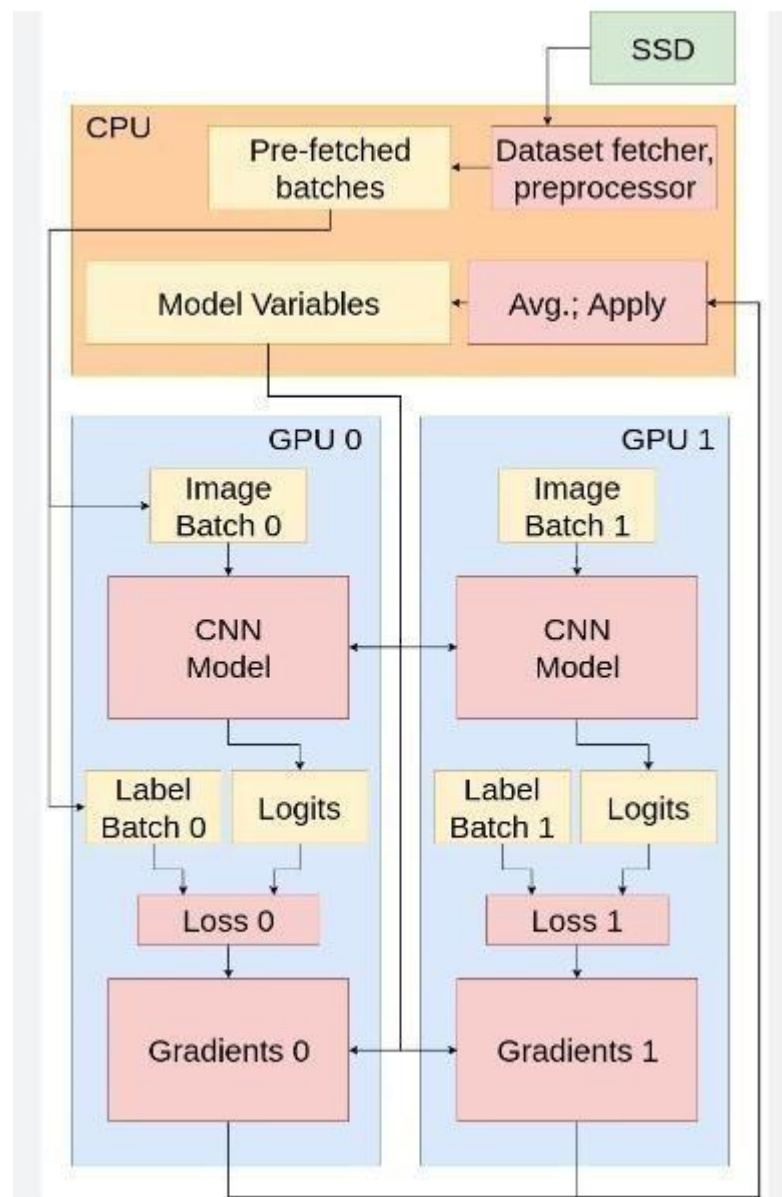 SSD
CPU
Pre-fetched
batches
Dataset fetcher,
preprocessor
Model Variables
Avg.; Apply
GPU 0
Image
Batch 0
CNN
Model
Label
Batch 0
Logits
Loss 0
Gradients 0
GPU 1
Image
Batch 1
CNN
Model
Label
Batch 1
Logits
Loss 1
Gradients 1